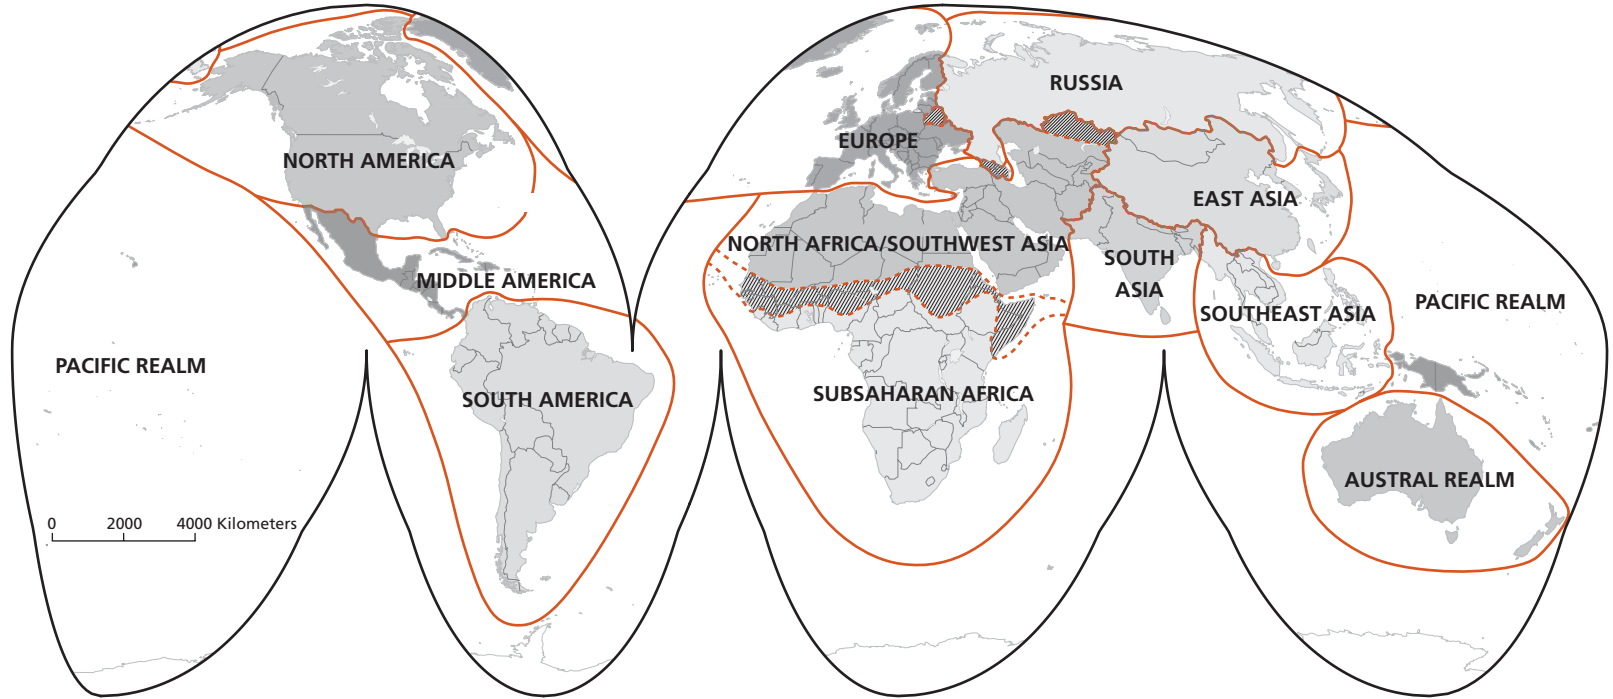 RUSSIA
EUROPE
NORTH AMERICA
EAST ASIA
NORTH AFRICA/SOUTHWEST ASIA
SOUTH
ASIA
MIDDLE AMERICA
PACIFIC REALM
SOUTHEAST ASIA
PACIFIC REALM
SUBSAHARAN AFRICA
SOUTH AMERICA
AUSTRAL REALM
0 2000 4000 Kilometers